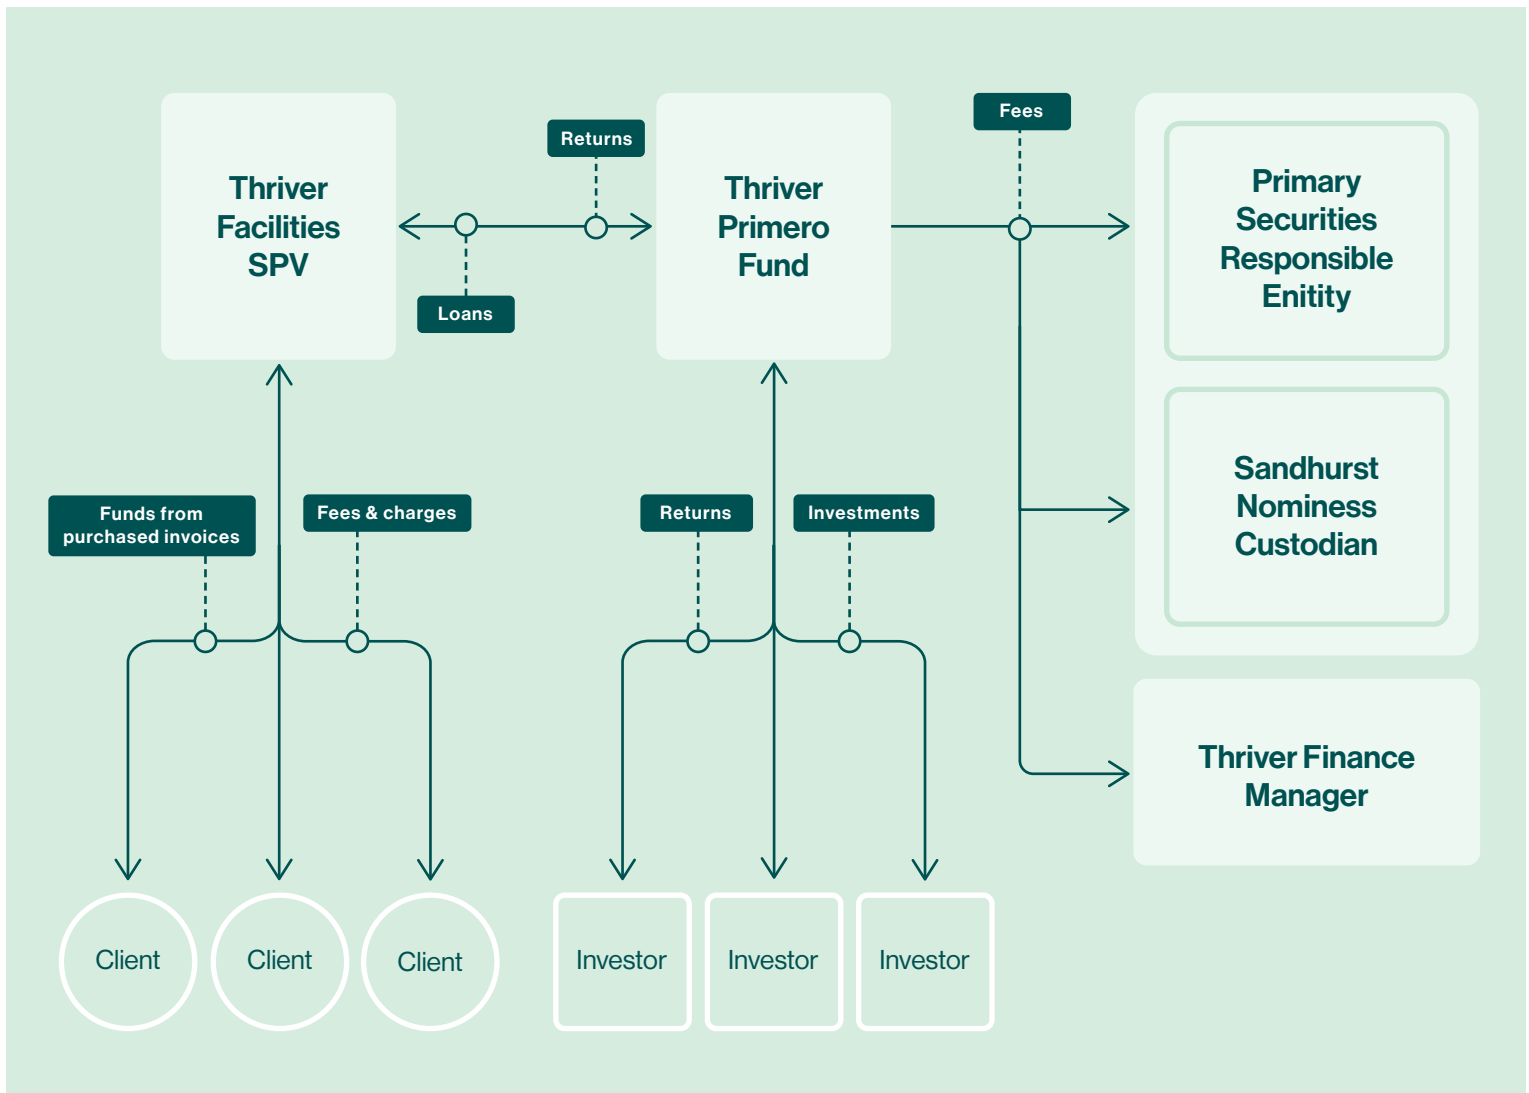 Thriver
Facilities
SPV
Returns
Loans
Thriver
Primero
Fund
Fees
Primary
Securities
Responsible
Enitity
Sandhurst
Nominess
Custodian
Thriver Finance
Manager
Funds from
purchased invoices
Fees & charges
Returns
Investments
Client
Client
Client
Investor
Investor
Investor